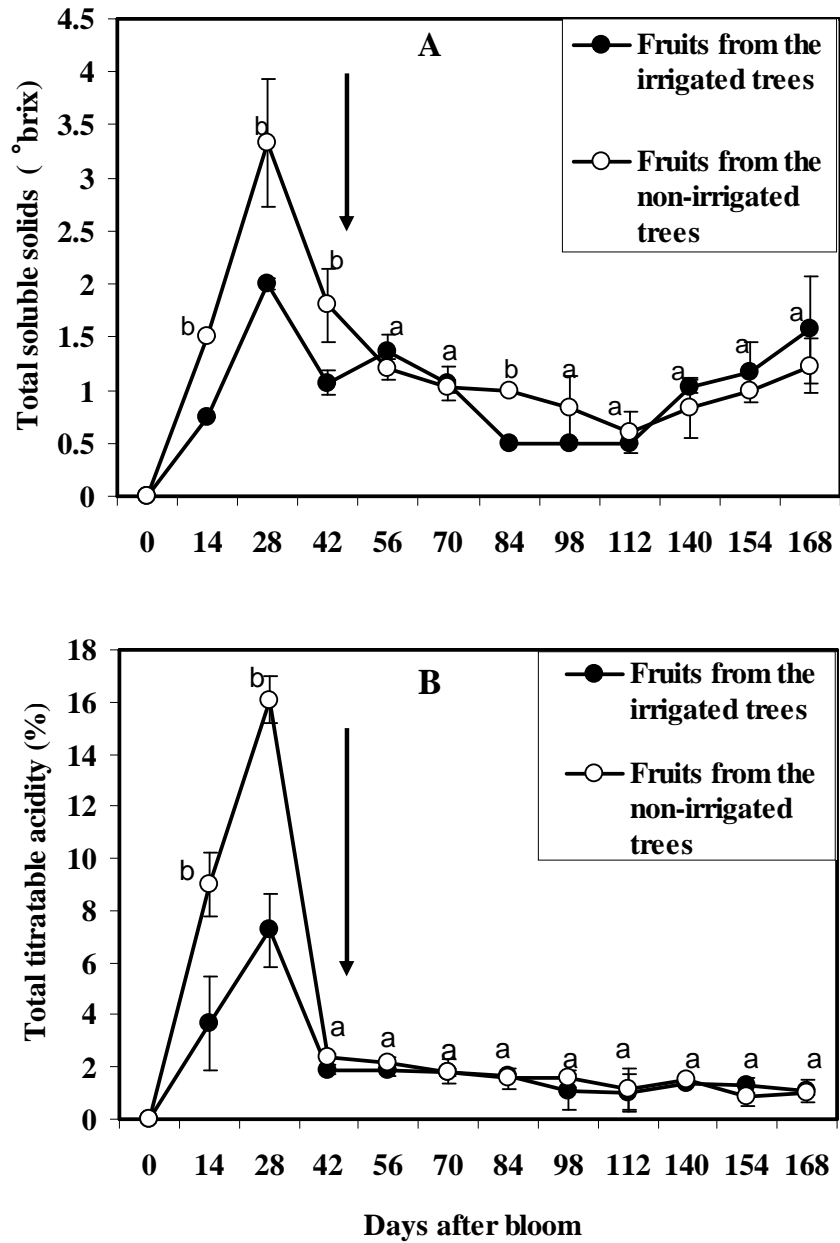 A
Fruits from the
irrigated trees
Fruits from the
non-irrigated
trees
Total soluble solids ( °brix)
4.5
4
3.5
3
2.5
2
1.5
1
0.5
0
b
b
b
a
a
b
a
a
a
a
a
0 14 28 42 56 70 84 98 112 140 154 168
B
Fruits from the
irrigated trees
Fruits from the
non-irrigated
trees
Total titratable acidity (%)
18
16
14
12
10
8
6
4
2
0
b
b
a
a
a
a
a
a
a
a
a
0 14 28 42 56 70 84 98 112 140 154 168
Days after bloom